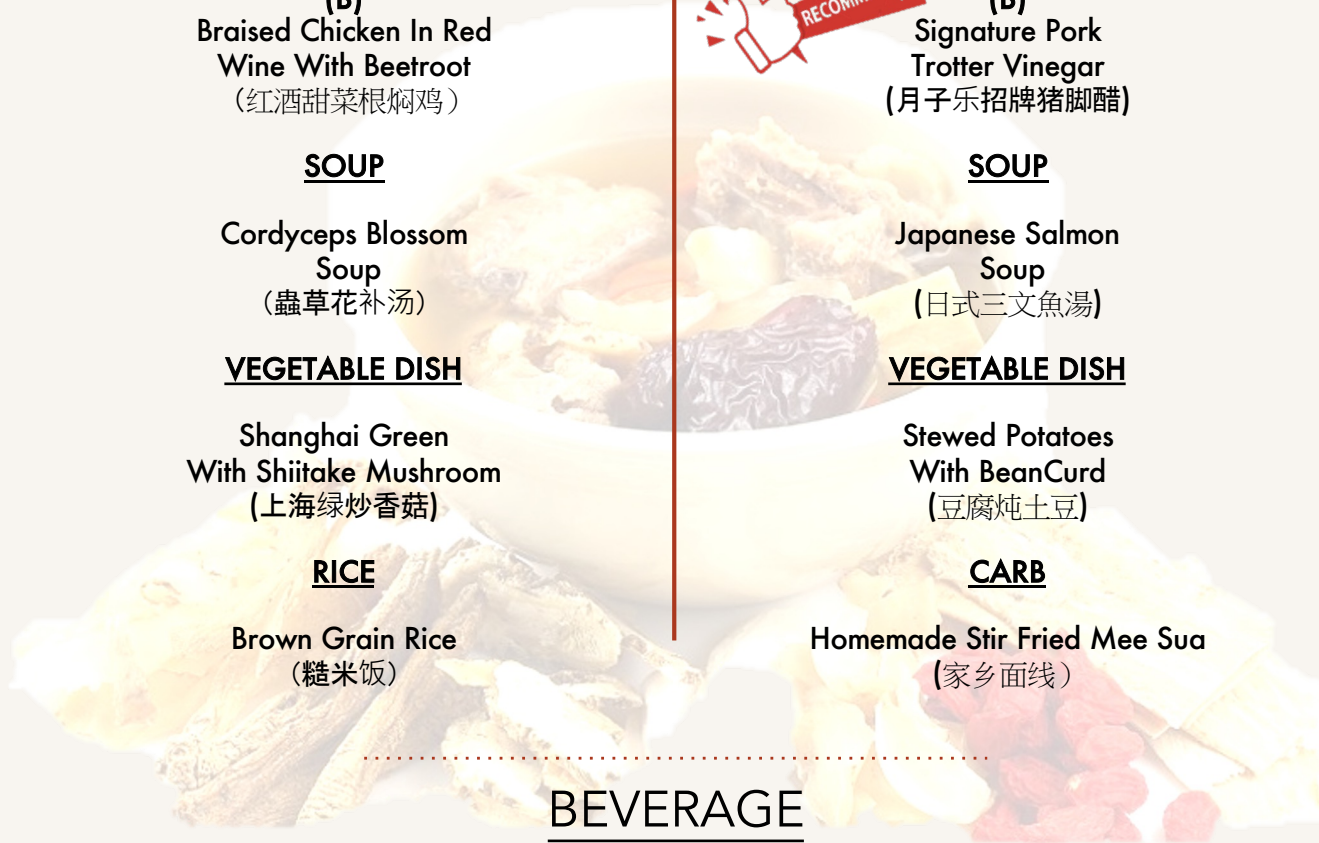 (B)
Braised Chicken In Red
Wine With Beetroot
（红酒甜菜根焖鸡）
SOUP
Cordyceps Blossom
Soup
（蟲草花补汤）
VEGETABLE DISH
Shanghai Green
With Shiitake Mushroom
(上海绿炒香菇)
RICE
Brown Grain Rice
（糙米饭）
(B)
Signature Pork
Trotter Vinegar
(月子乐招牌猪脚醋)
SOUP
Japanese Salmon
Soup
(日式三文魚湯)
VEGETABLE DISH
Stewed Potatoes
With BeanCurd
(豆腐炖土豆)
CARB
Homemade Stir Fried Mee Sua
(家乡面线）
BEVERAGE